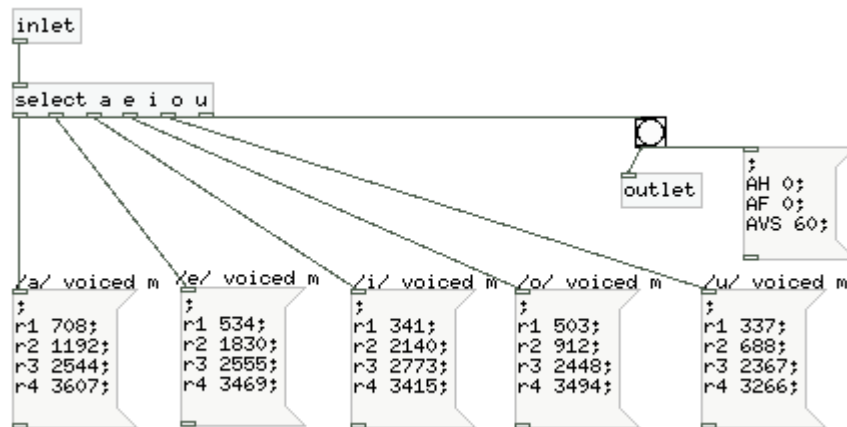 inlet
select a e i o u
outlet
;
AH 0;
AF 0;
AVS 60;
/a/ voiced m
;
r1 708;
r2 1192;
r3 2544;
r4 3607;
/e/ voiced m
;
r1 534;
r2 1830;
r3 2555;
r4 3469;
/i/ voiced m
;
r1 341;
r2 2140;
r3 2773;
r4 3415;
/o/ voiced m
;
r1 503;
r2 912;
r3 2448;
r4 3494;
/u/ voiced m
;
r1 337;
r2 688;
r3 2367;
r4 3266;